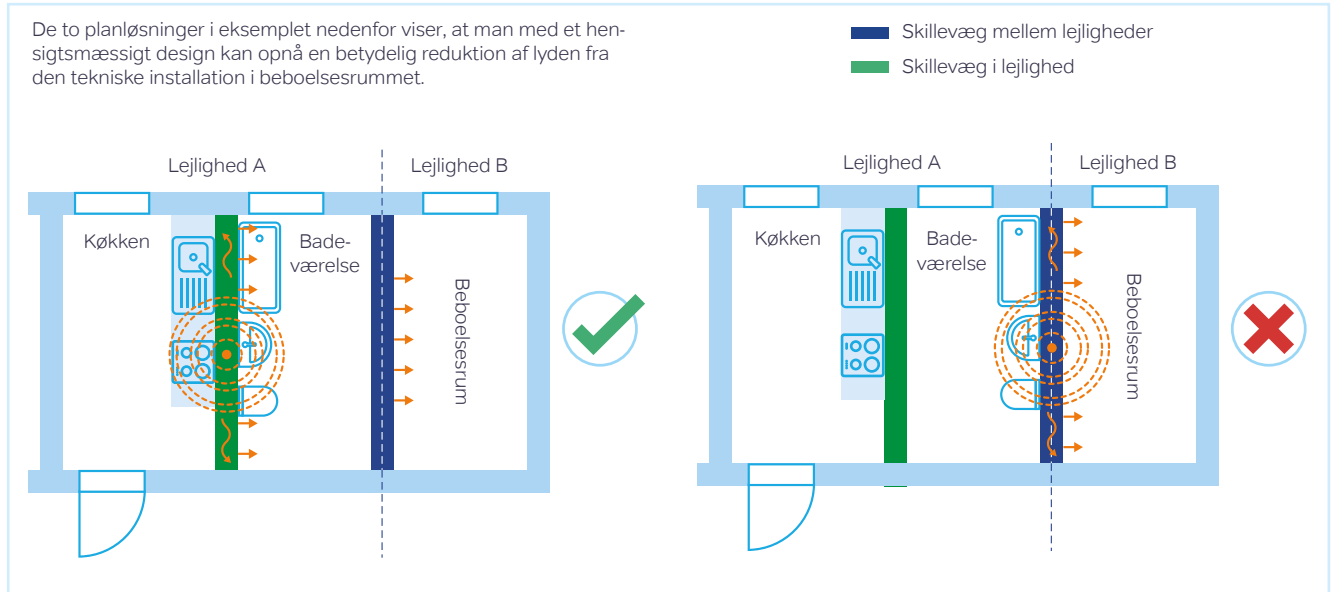 De to planløsninger i eksemplet nedenfor viser, at man med et hen-
sigtsmæssigt design kan opnå en betydelig reduktion af lyden fra
den tekniske installation i beboelsesrummet.
Skillevæg mellem lejligheder
Skillevæg i lejlighed
Lejlighed A
Lejlighed B
Køkken
Bade-
værelse
Beboelsesrum
Lejlighed A
Lejlighed B
Køkken
Bade-
værelse
Beboelsesrum